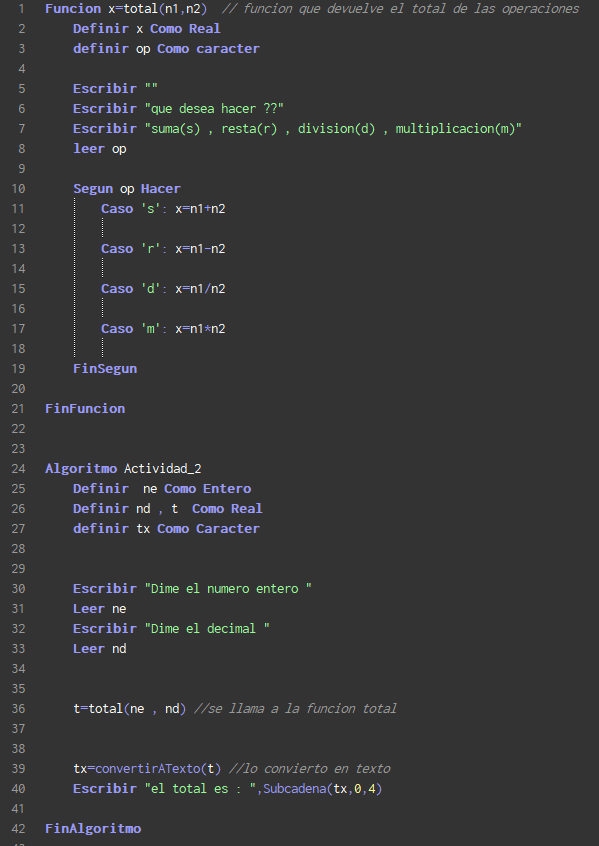 1 Funcion x=total(n1,n2) // funcion que devuelve el total de las operaciones
2 Definir x Como Real
3 definir op Como caracter
4
5 Escribir ""
6 Escribir "que desea hacer ??"
7 Escribir "suma(s) , resta(r) , division(d) , multiplicacion(m)"
8 leer op
9
10 Segun op Hacer
11 Caso 's': x=n1+n2
12
13 Caso 'r': x=n1-n2
14
15 Caso 'd': x=n1/n2
16
17 Caso 'm': x=n1*n2
18
19 FinSegun
20
21 FinFuncion
22
23
24 Algoritmo Actividad_2
25 Definir  ne Como Entero
26 Definir nd , t  Como Real
27 definir tx Como Caracter
28
29
30 Escribir "Dime el numero entero "
31 Leer ne
32 Escribir "Dime el decimal "
33 Leer nd
34
35
36 t=total(ne , nd) //se llama a la funcion total
37
38
39 tx=convertirATexto(t) //lo convierto en texto
40 Escribir "el total es : ",Subcadena(tx,0,4)
41
42 FinAlgoritmo